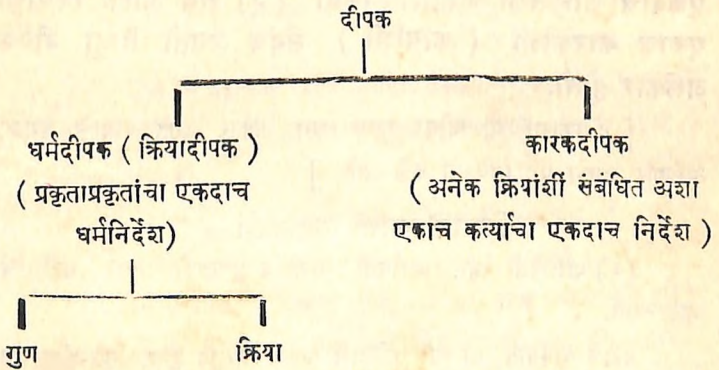 दीपक
धर्मदीपक ( क्रियादीपक )
( प्रकृताप्रकृतांचा एकदाच
धर्मनिर्देश)
कारकदीपक
( अनेक क्रियांशीं संबंधित अशा
एकाच कर्त्याचा एकदाच निर्देश )
गुण
क्रिया